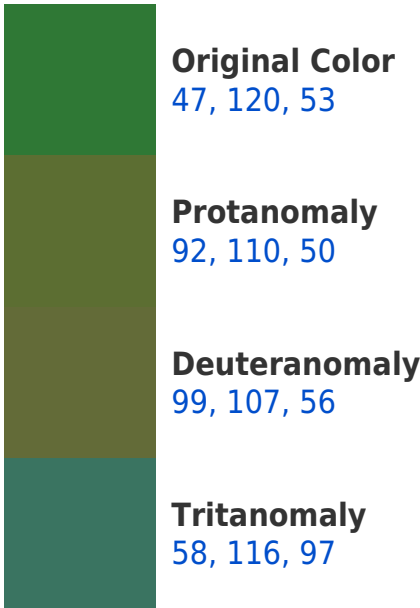 Original Color
47, 120, 53
Protanomaly
92, 110, 50
Deuteranomaly
99, 107, 56
Tritanomaly
58, 116, 97